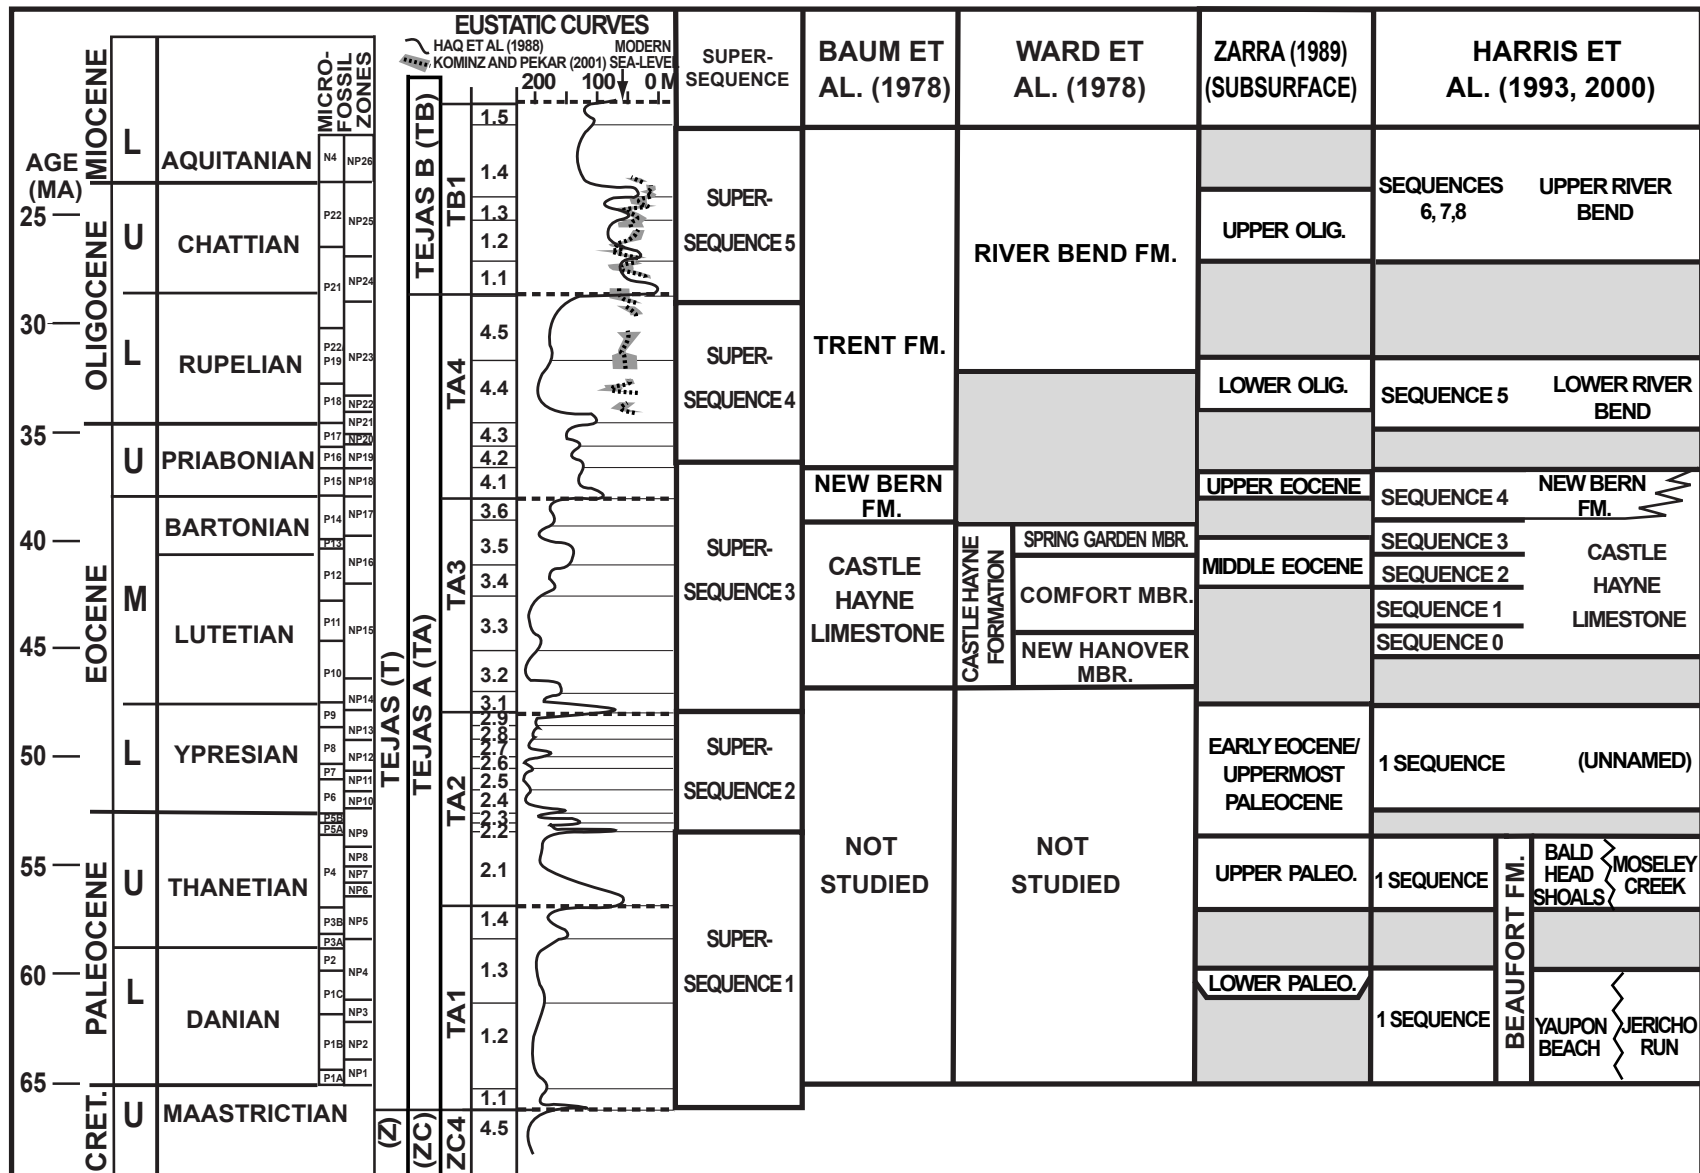 EUSTATIC CURVES
HAQ ET AL (1988)
KOMINZ AND PEKAR (2001)
MODERN
SEA-LEVEL
200 100 0 M
AGE
(MA)
MICRO-
FOSSIL
ZONES
SUPER-
SEQUENCE
BAUM ET
AL. (1978)
WARD ET
AL. (1978)
ZARRA (1989)
(SUBSURFACE)
HARRIS ET
AL. (1993, 2000)
25
30
35
40
45
50
55
60
65
MIOCENE
OLIGOCENE
EOCENE
PALEOCENE
CRET.
L
U
L
U
M
L
U
L
U
AQUITANIAN
CHATTIAN
RUPELIAN
PRIABONIAN
BARTONIAN
LUTETIAN
YPRESIAN
THANETIAN
DANIAN
MAASTRICTIAN
N4
P22
P21
P22/
P19
P18
P17
P16
P15
P14
P13
P12
P11
P10
P9
P8
P7
P6
P5B
P5A
P4
P3B
P3A
P2
P1C
P1B
P1A
NP26
NP25
NP24
NP23
NP22
NP21
NP20
NP19
NP18
NP17
NP16
NP15
NP14
NP13
NP12
NP11
NP10
NP9
NP8
NP7
NP6
NP5
NP4
NP3
NP2
NP1
TEJAS (T)
(Z)
TEJAS B (TB)
TEJAS A (TA)
(ZC)
TB1
TA4
TA3
TA2
TA1
ZC4
1.5
1.4
1.3
1.2
1.1
4.5
4.4
4.3
4.2
4.1
3.6
3.5
3.4
3.3
3.2
3.1
2.9
2.8
2.7
2.6
2.5
2.4
2.3
2.2
2.1
1.4
1.3
1.2
1.1
4.5
SUPER-
SEQUENCE 5
SUPER-
SEQUENCE 4
SUPER-
SEQUENCE 3
SUPER-
SEQUENCE 2
SUPER-
SEQUENCE 1
TRENT FM.
NEW BERN
FM.
CASTLE
HAYNE
LIMESTONE
NOT
STUDIED
RIVER BEND FM.
CASTLE HAYNE
FORMATION
SPRING GARDEN MBR.
COMFORT MBR.
NEW HANOVER
MBR.
NOT
STUDIED
UPPER OLIG.
LOWER OLIG.
UPPER EOCENE
MIDDLE EOCENE
EARLY EOCENE/
UPPERMOST
PALEOCENE
UPPER PALEO.
LOWER PALEO.
SEQUENCES
6, 7,8
UPPER RIVER
BEND
SEQUENCE 5
LOWER RIVER
BEND
SEQUENCE 4
NEW BERN
FM.
SEQUENCE 3
SEQUENCE 2
SEQUENCE 1
SEQUENCE 0
CASTLE
HAYNE
LIMESTONE
1 SEQUENCE
(UNNAMED)
1 SEQUENCE
BEAUFORT FM.
BALD
HEAD
SHOALS
MOSELEY
CREEK
1 SEQUENCE
YAUPON
BEACH
JERICHO
RUN